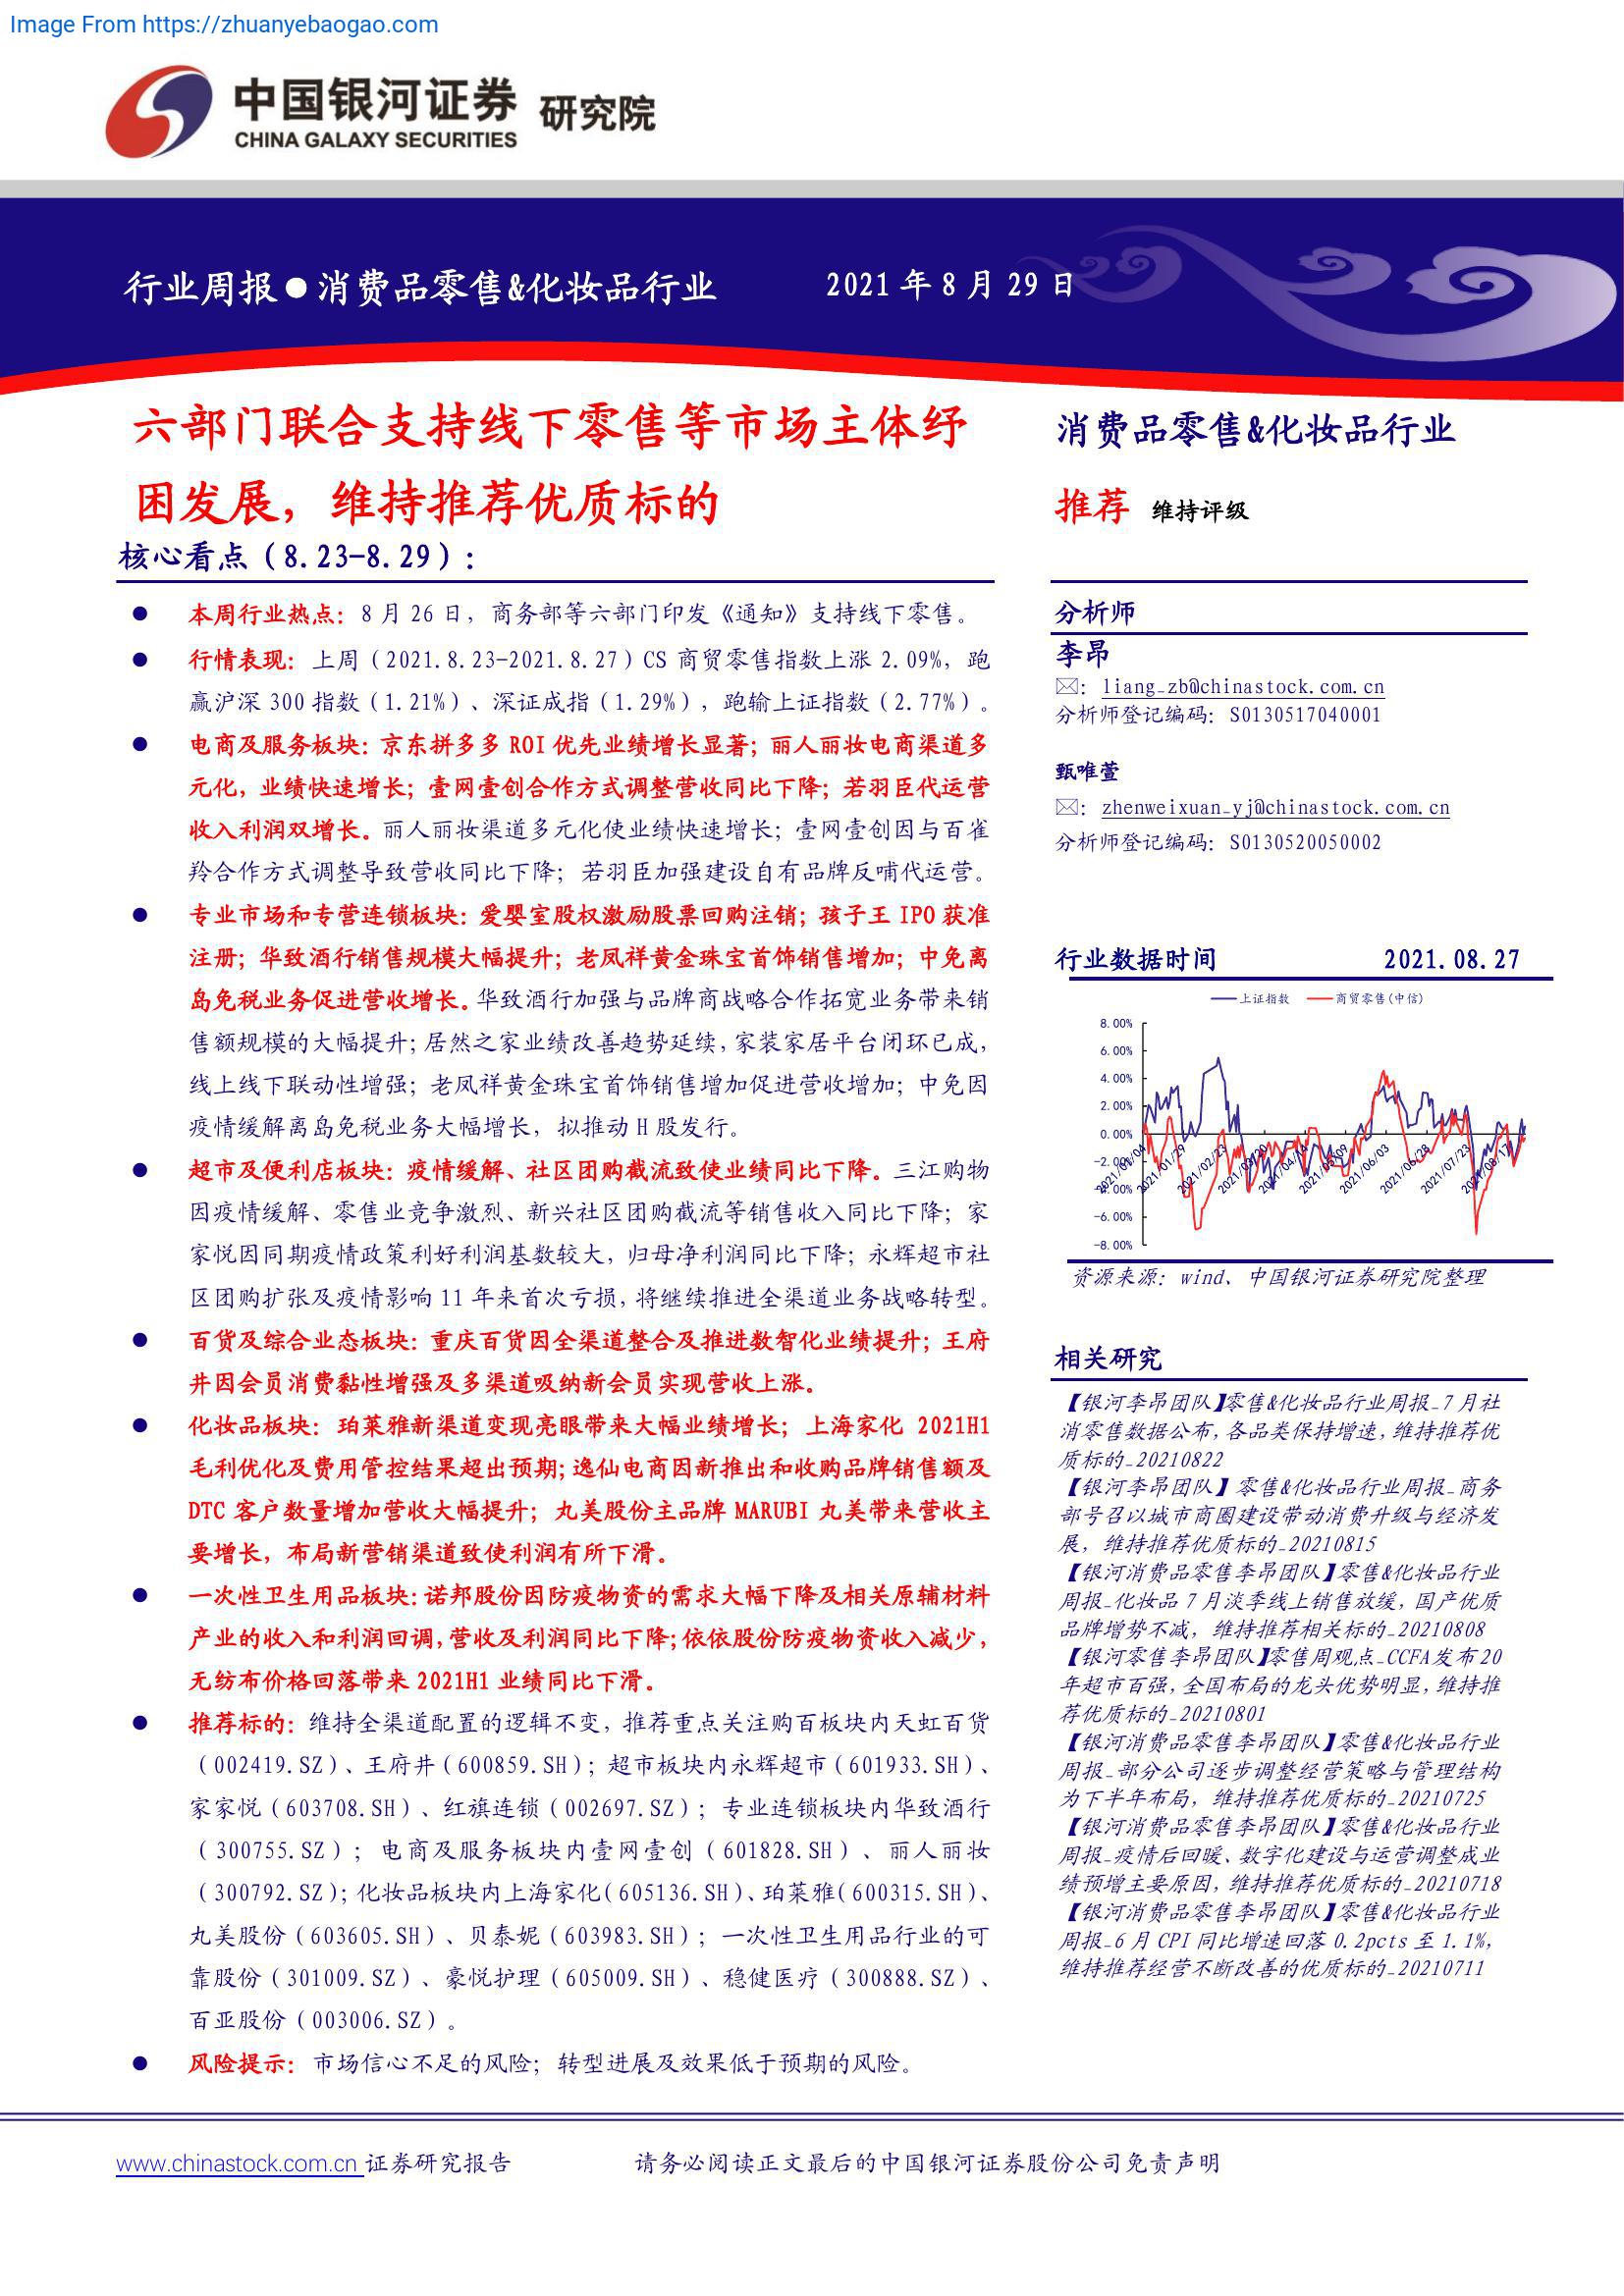 Image From https://zhuanyebaogao.com
中国银河证券 研究院
CHINA GALAXY SECURITIES
行业周报●消费品零售&化妆品行业
2021 年 8 月 29 日
六部门联合支持线下零售等市场主体纾
困发展，维持推荐优质标的
核心看点（8.23-8.29）：
● 本周行业热点：8 月 26 日，商务部等六部门印发《通知》支持线下零售。
● 行情表现：上周（2021.8.23-2021.8.27）CS 商贸零售指数上涨 2.09%，跑
赢沪深 300 指数（1.21%）、深证成指（1.29%），跑输上证指数（2.77%）。
● 电商及服务板块：京东拼多多 ROI 优先业绩增长显著；丽人丽妆电商渠道多
元化，业绩快速增长；壹网壹创合作方式调整营收同比下降；若羽臣代运营
收入利润双增长。丽人丽妆渠道多元化使业绩快速增长；壹网壹创因与百雀
羚合作方式调整导致营收同比下降；若羽臣加强建设自有品牌反哺代运营。
● 专业市场和专营连锁板块：爱婴室股权激励股票回购注销；孩子王 IPO 获准
注册；华致酒行销售规模大幅提升；老凤祥黄金珠宝首饰销售增加；中免离
岛免税业务促进营收增长。华致酒行加强与品牌商战略合作拓宽业务带来销
售额规模的大幅提升；居然之家业绩改善趋势延续，家装家居平台闭环已成，
线上线下联动性增强；老凤祥黄金珠宝首饰销售增加促进营收增加；中免因
疫情缓解离岛免税业务大幅增长，拟推动 H 股发行。
● 超市及便利店板块：疫情缓解、社区团购截流致使业绩同比下降。三江购物
因疫情缓解、零售业竞争激烈、新兴社区团购截流等销售收入同比下降；家
家悦因同期疫情政策利好利润基数较大，归母净利润同比下降；永辉超市社
区团购扩张及疫情影响 11 年来首次亏损，将继续推进全渠道业务战略转型。
● 百货及综合业态板块：重庆百货因全渠道整合及推进数智化业绩提升；王府
井因会员消费黏性增强及多渠道吸纳新会员实现营收上涨。
● 化妆品板块：珀莱雅新渠道变现亮眼带来大幅业绩增长；上海家化 2021H1
毛利优化及费用管控结果超出预期；逸仙电商因新推出和收购品牌销售额及
DTC 客户数量增加营收大幅提升；丸美股份主品牌 MARUBI 丸美带来营收主
要增长，布局新营销渠道致使利润有所下滑。
● 一次性卫生用品板块：诺邦股份因防疫物资的需求大幅下降及相关原辅材料
产业的收入和利润回调，营收及利润同比下降；依依股份防疫物资收入减少，
无纺布价格回落带来 2021H1 业绩同比下滑。
● 推荐标的：维持全渠道配置的逻辑不变，推荐重点关注购百板块内天虹百货
（002419.SZ）、王府井（600859.SH）；超市板块内永辉超市（601933.SH）、
家家悦（603708.SH）、红旗连锁（002697.SZ）；专业连锁板块内华致酒行
（300755.SZ）；电商及服务板块内壹网壹创（601828.SH）、丽人丽妆
（300792.SZ）；化妆品板块内上海家化（605136.SH）、珀莱雅（600315.SH）、
丸美股份（603605.SH）、贝泰妮（603983.SH）；一次性卫生用品行业的可
靠股份（301009.SZ）、豪悦护理（605009.SH）、稳健医疗（300888.SZ）、
百亚股份（003006.SZ）。
● 风险提示：市场信心不足的风险；转型进展及效果低于预期的风险。
消费品零售&化妆品行业
推荐 维持评级
分析师
李昂
✉：liang_zb@chinastock.com.cn
分析师登记编码：S0130517040001
甄唯萱
✉：zhenweixuan_yj@chinastock.com.cn
分析师登记编码：S0130520050002
行业数据时间 2021.08.27
上证指数 商贸零售(中信)
8.00%
6.00%
4.00%
2.00%
0.00%
-2.00%
-4.00%
-6.00%
-8.00%
2021/01/04
2021/01/29
2021/02/23
2021/03/20
2021/04/14
2021/05/09
2021/06/03
2021/06/28
2021/07/23
2021/08/17
资源来源：wind、中国银河证券研究院整理
相关研究
【银河李昂团队】零售&化妆品行业周报_7 月社
消零售数据公布，各品类保持增速，维持推荐优
质标的_20210822
【银河李昂团队】零售&化妆品行业周报_商务
部号召以城市商圈建设带动消费升级与经济发
展，维持推荐优质标的_20210815
【银河消费品零售李昂团队】零售&化妆品行业
周报_化妆品 7 月淡季线上销售放缓，国产优质
品牌增势不减，维持推荐相关标的_20210808
【银河零售李昂团队】零售周观点_CCFA 发布 20
年超市百强，全国布局的龙头优势明显，维持推
荐优质标的_20210801
【银河消费品零售李昂团队】零售&化妆品行业
周报_部分公司逐步调整经营策略与管理结构
为下半年布局，维持推荐优质标的_20210725
【银河消费品零售李昂团队】零售&化妆品行业
周报_疫情后回暖、数字化建设与运营调整成业
绩预增主要原因，维持推荐优质标的_20210718
【银河消费品零售李昂团队】零售&化妆品行业
周报_6 月 CPI 同比增速回落 0.2pcts 至 1.1%，
维持推荐经营不断改善的优质标的_20210711
www.chinastock.com.cn 证券研究报告
请务必阅读正文最后的中国银河证券股份公司免责声明